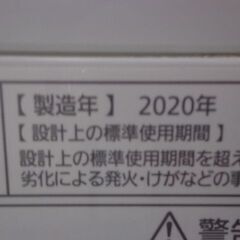 【 製造年 】 2020年
【 設計上の標準使用期間 】
設計上の標準使用期間を超え
劣化による発火・けがなどの事
警告